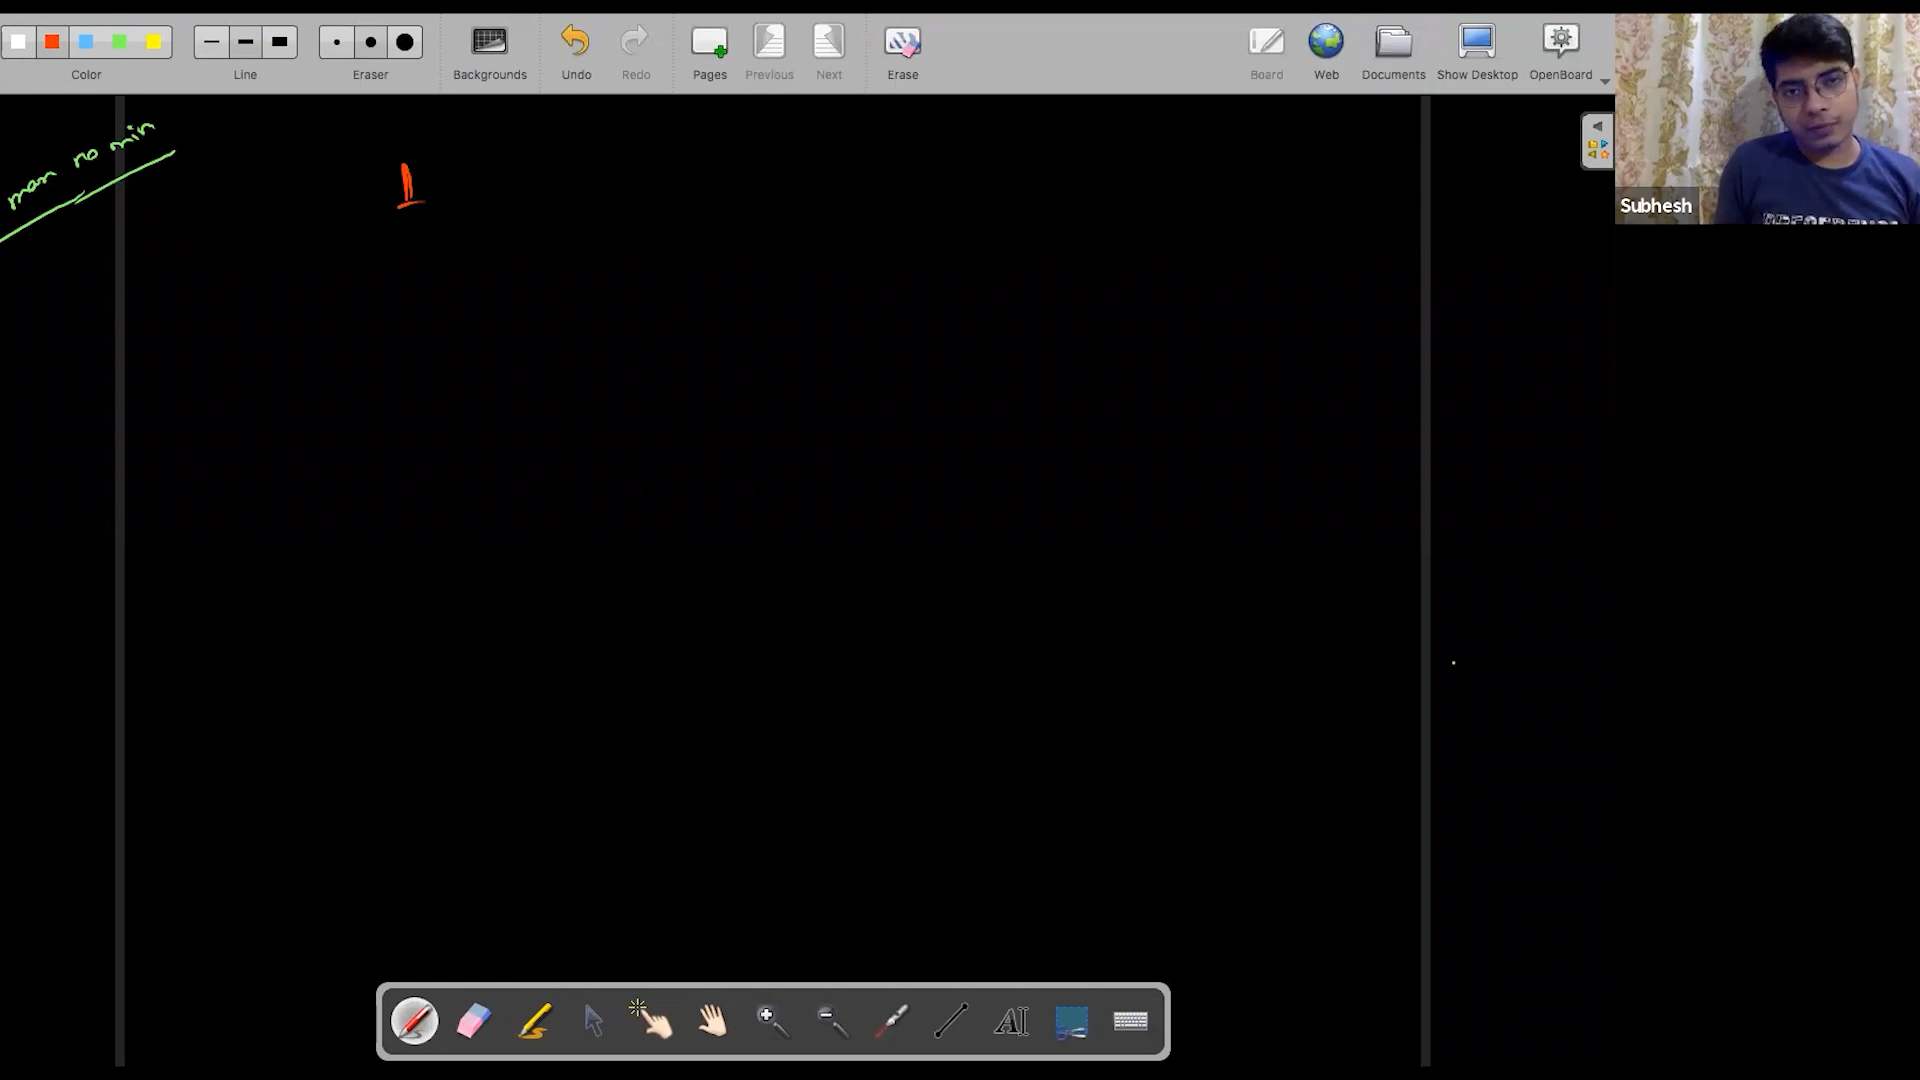 Color
Line
Eraser
Backgrounds
Undo
Redo
Pages
Previous
Next
Erase
Board
Web
Documents
Show Desktop
OpenBoard
no min
1
Subhesh
AI